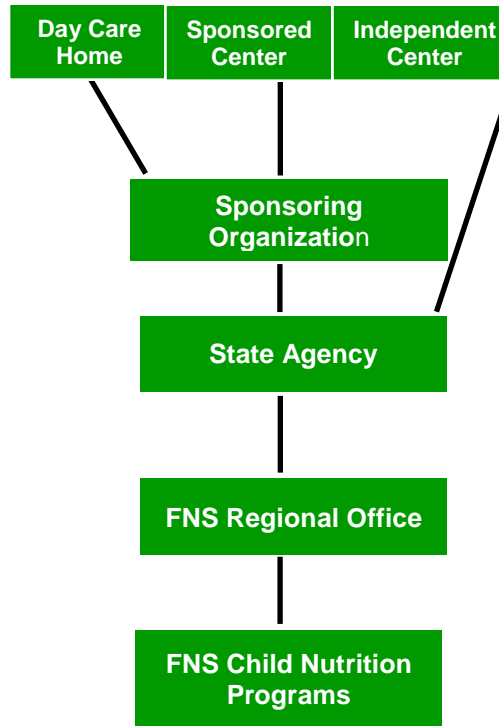 Day Care
Home
Sponsored
Center
Independent
Center
Sponsoring
Organization
State Agency
FNS Regional Office
FNS Child Nutrition
Programs